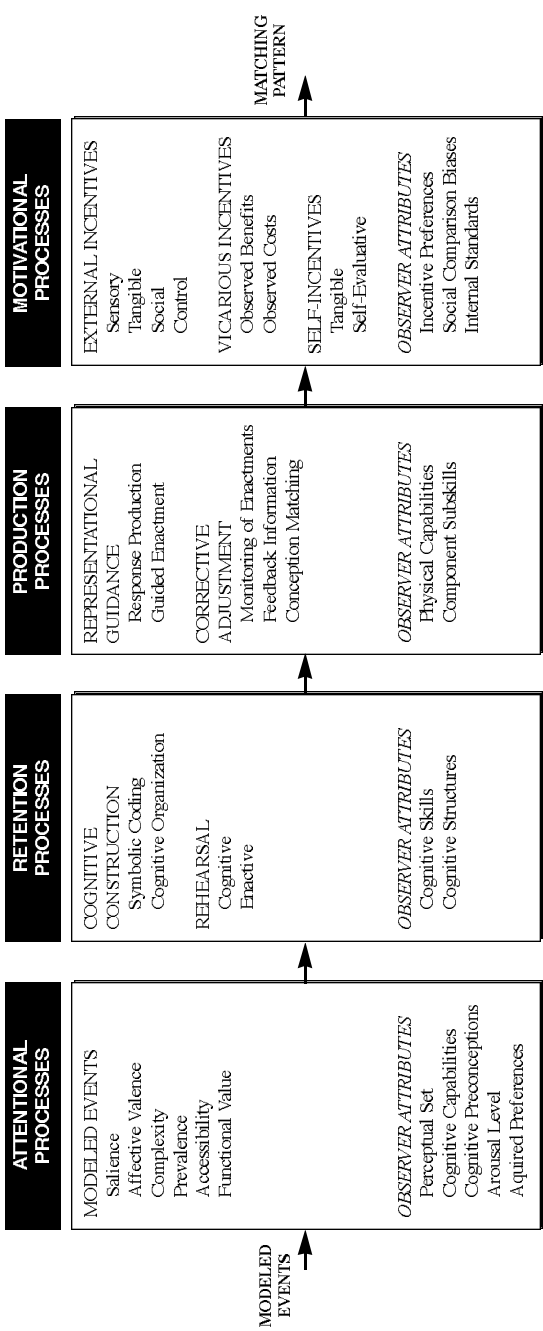 MODELED
EVENTS
ATTENTIONAL
PROCESSES
MODELED EVENTS
Salience
Affective Valence
Complexity
Prevalence
Accessibility
Functional Value
OBSERVER ATTRIBUTES
Perceptual Set
Cognitive Capabilities
Cognitive Preconceptions
Arousal Level
Aquired Preferences
RETENTION
PROCESSES
COGNITIVE
CONSTRUCTION
Symbolic Coding
Cognitive Organization
REHEARSAL
Cognitive
Enactive
OBSERVER ATTRIBUTES
Cognitive Skills
Cognitive Structures
PRODUCTION
PROCESSES
REPRESENTATIONAL
GUIDANCE
Response Production
Guided Enactment
CORRECTIVE
ADJUSTMENT
Monitoring of Enactments
Feedback Information
Conception Matching
OBSERVER ATTRIBUTES
Physical Capabilities
Component Subskills
MOTIVATIONAL
PROCESSES
EXTERNAL INCENTIVES
Sensory
Tangible
Social
Control
VICARIOUS INCENTIVES
Observed Benefits
Observed Costs
SELF-INCENTIVES
Tangible
Self-Evaluative
OBSERVER ATTRIBUTES
Incentive Preferences
Social Comparison Biases
Internal Standards
MATCHING
PATTERN